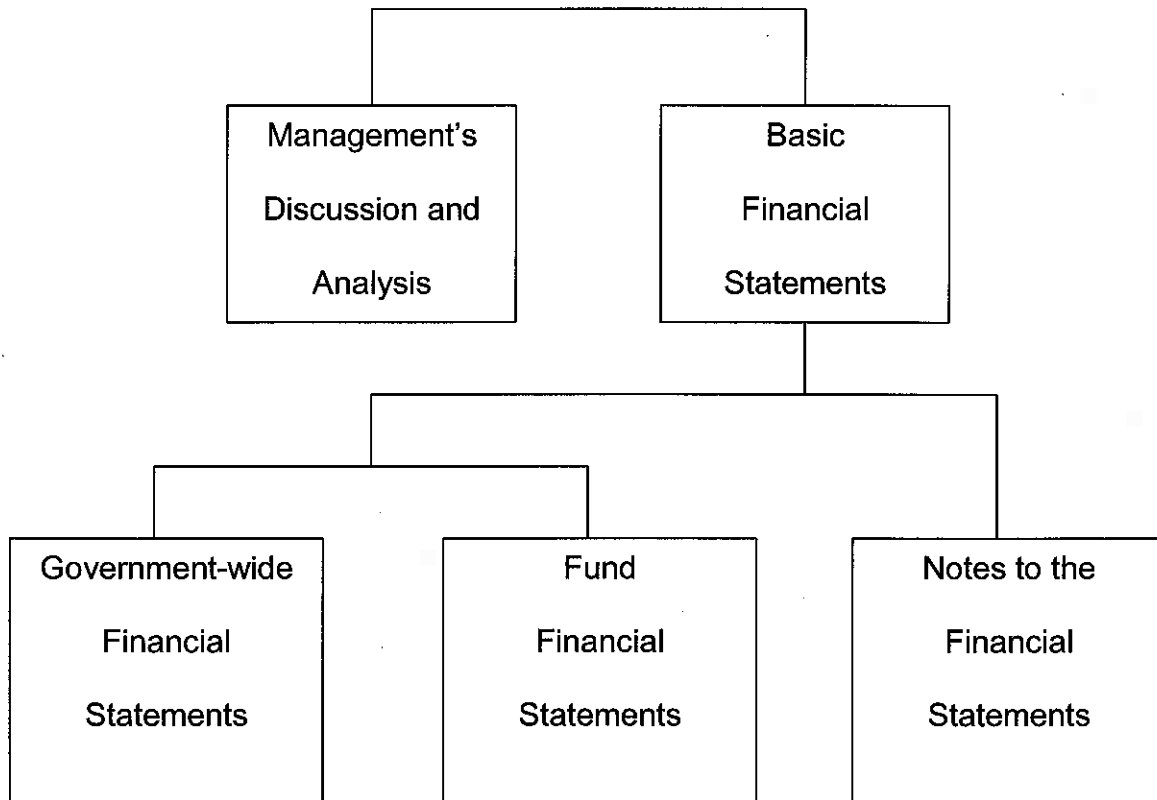 Management's
Discussion and
Analysis
Basic
Financial
Statements
Government-wide
Financial
Statements
Fund
Financial
Statements
Notes to the
Financial
Statements